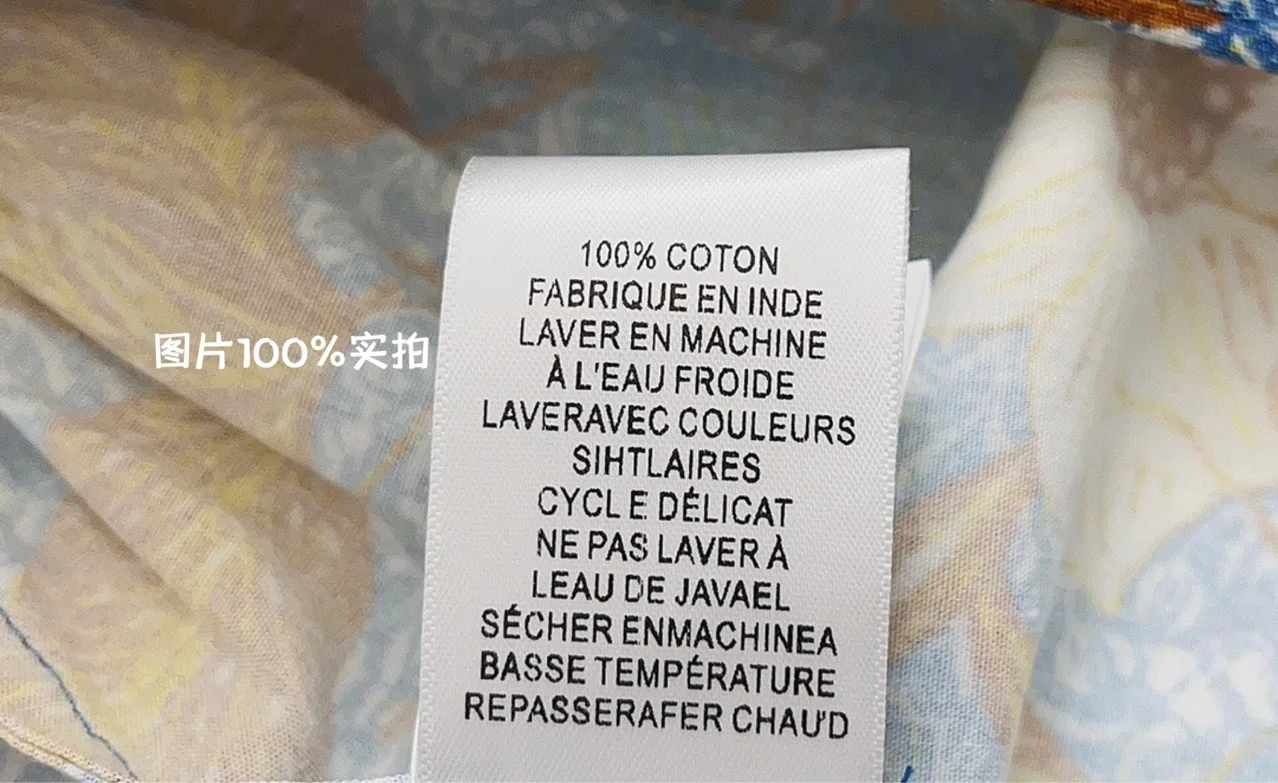 100% COTON
FABRIQUE EN INDE
LAVER EN MACHINE
À L'EAU FROIDE
LAVERAVEC COULEURS
SIHTLAIRES
CYCL E DÉLICAT
NE PAS LAVER À
LEAU DE JAVAEL
SÉCHER ENMACHINEA
BASSE TEMPÉRATURE
REPASSERAFER CHAU'D
图片100%实拍